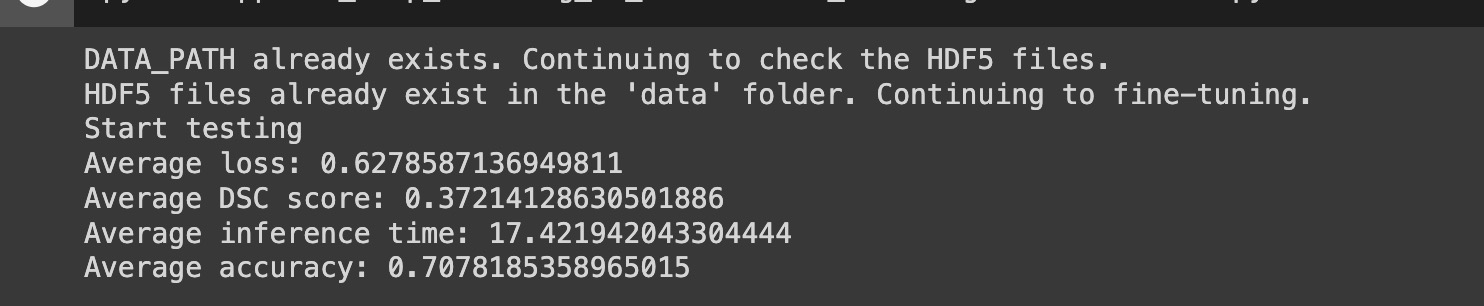 DATA_PATH already exists. Continuing to check the HDF5 files.
HDF5 files already exist in the 'data' folder. Continuing to fine-tuning.
Start testing
Average loss: 0.6278587136949811
Average DSC score: 0.37214128630501886
Average inference time: 17.421942043304444
Average accuracy: 0.7078185358965015